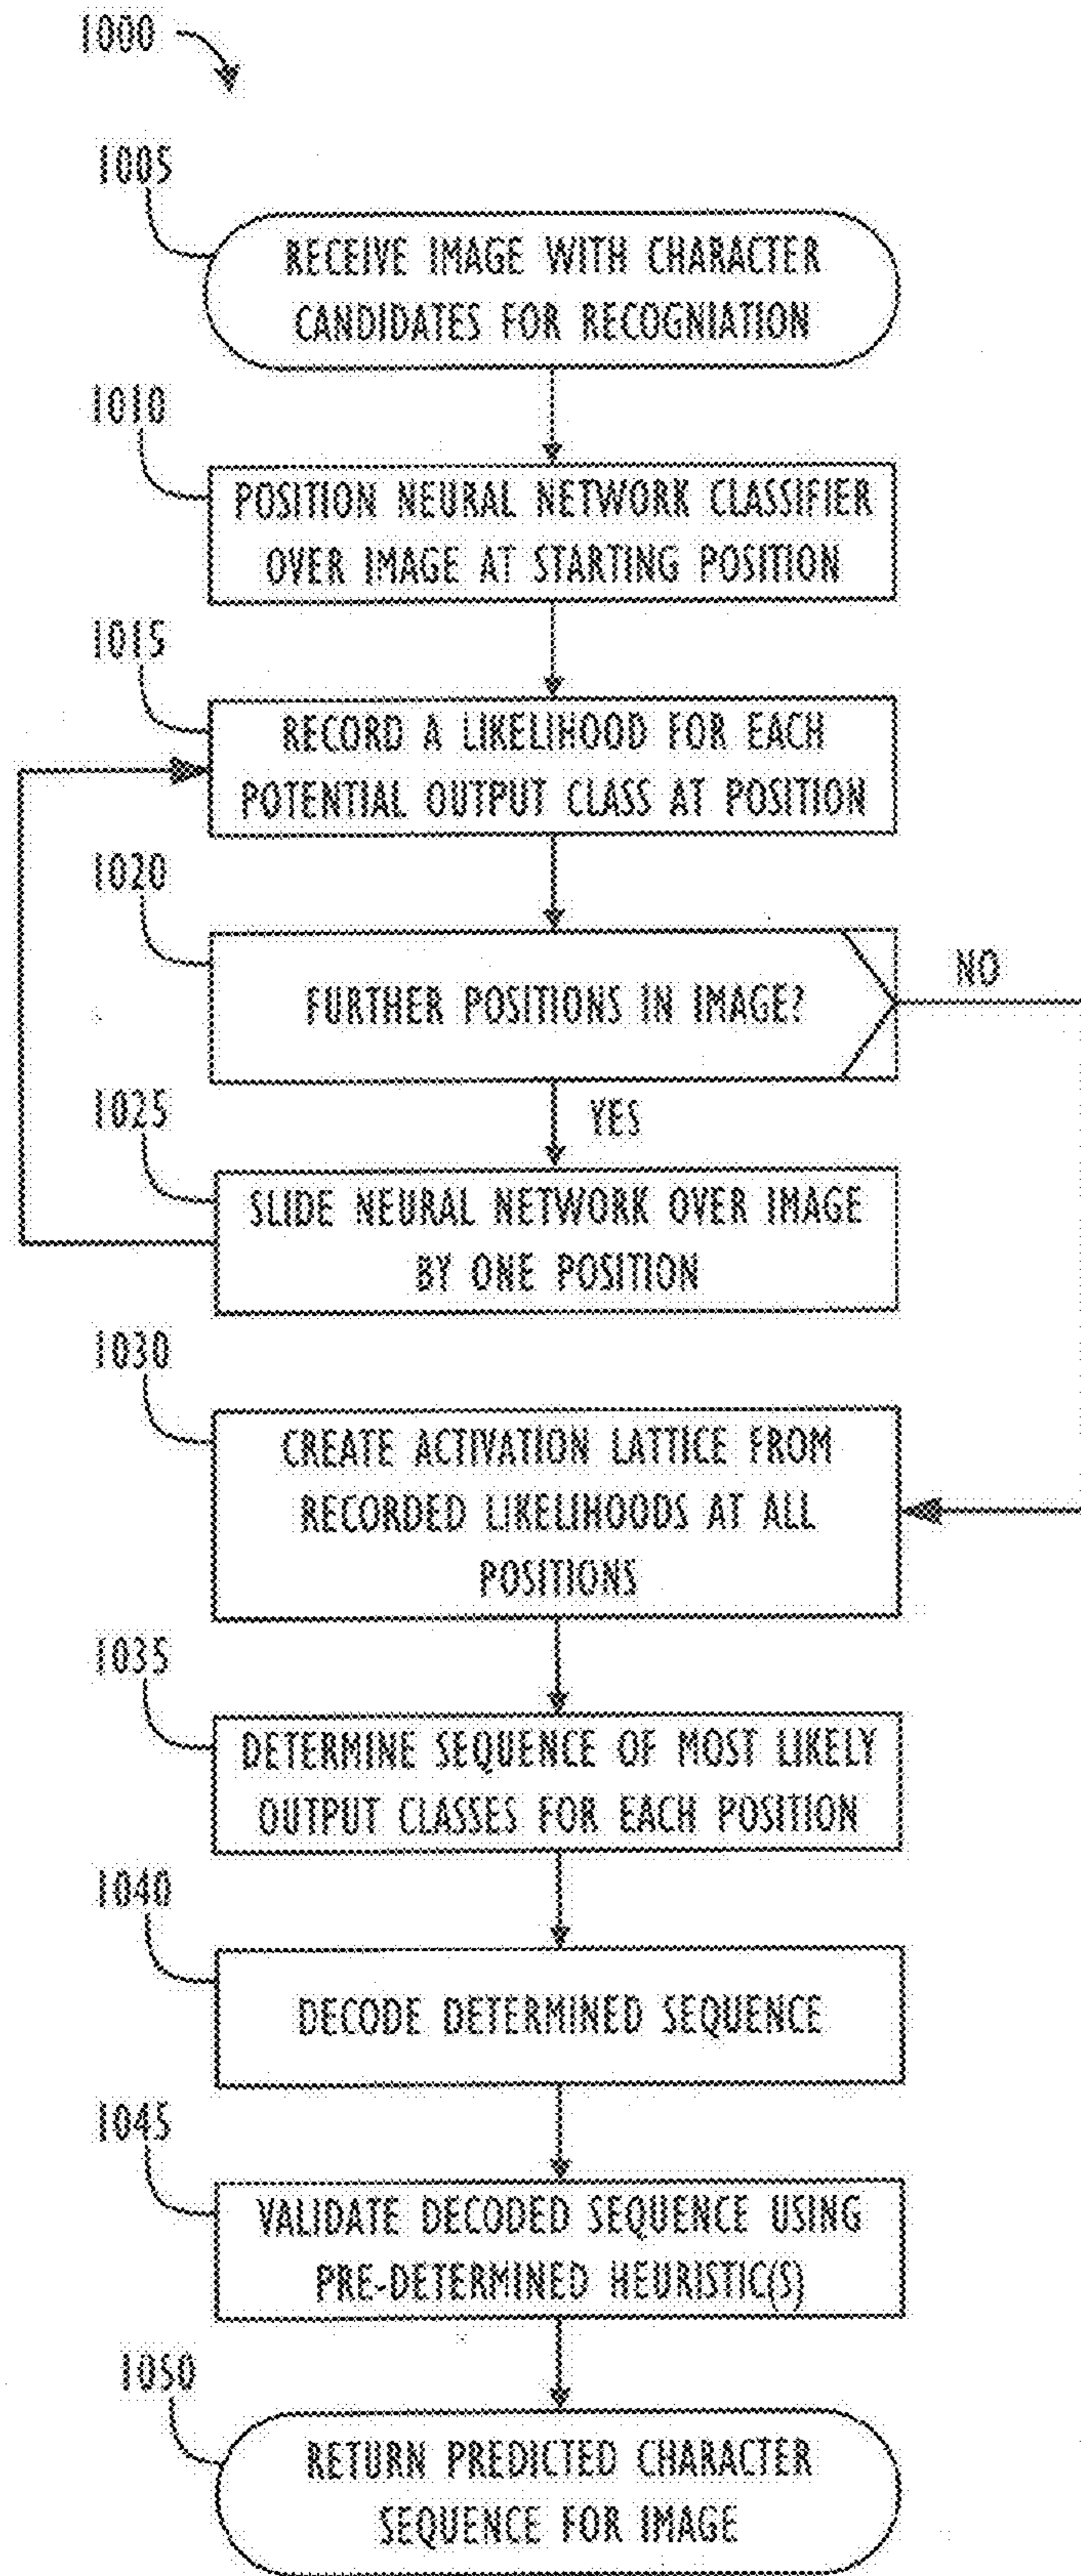 1000
1005
RECEIVE IMAGE WITH CHARACTER
CANDIDATES FOR RECOGNIATION
1010
POSITION NEURAL NETWORK CLASSIFIER
OVER IMAGE AT STARTING POSITION
1015
RECORD A LIKELIHOOD FOR EACH
POTENTIAL OUTPUT CLASS AT POSITION
1020
FURTHER POSITIONS IN IMAGE?
NO
YES
1025
SLIDE NEURAL NETWORK OVER IMAGE
BY ONE POSITION
1030
CREATE ACTIVATION LATTICE FROM
RECORDED LIKELIHOODS AT ALL
POSITIONS
1035
DETERMINE SEQUENCE OF MOST LIKELY
OUTPUT CLASSES FOR EACH POSITION
1040
DECODE DETERMINED SEQUENCE
1045
VALIDATE DECODED SEQUENCE USING
PRE-DETERMINED HEURISTIC(S)
1050
RETURN PREDICTED CHARACTER
SEQUENCE FOR IMAGE